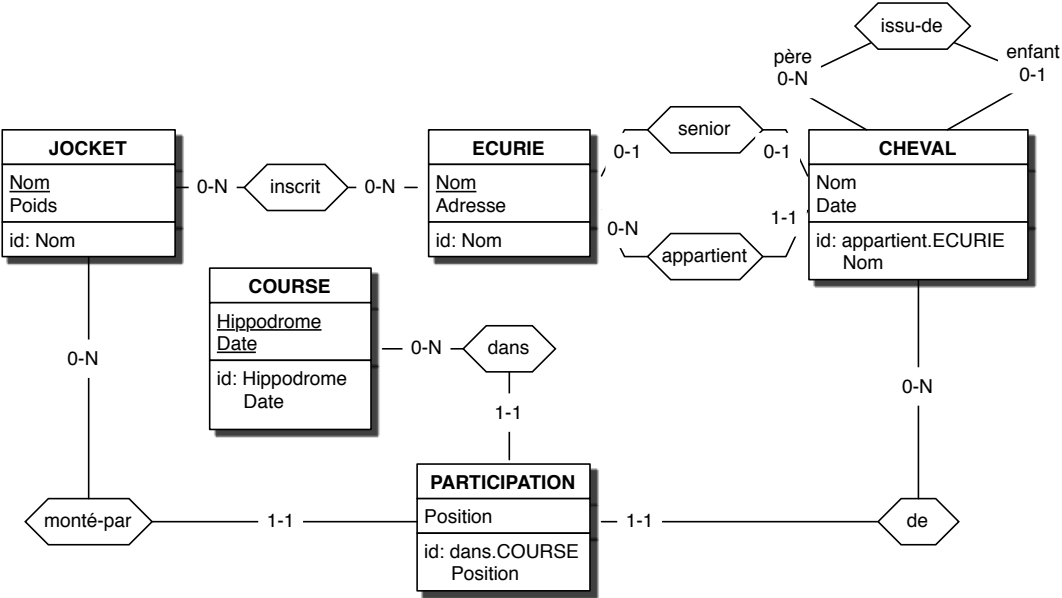 issu-de
père
0-N
enfant
0-1
JOCKET
Nom
Poids
id: Nom
0-N
inscrit
0-N
ECURIE
Nom
Adresse
id: Nom
0-1
senior
0-1
0-N
appartient
1-1
CHEVAL
Nom
Date
id: appartient.ECURIE
Nom
COURSE
Hippodrome
Date
id: Hippodrome
Date
0-N
dans
1-1
0-N
0-N
PARTICIPATION
Position
id: dans.COURSE
Position
monté-par
1-1
1-1
de